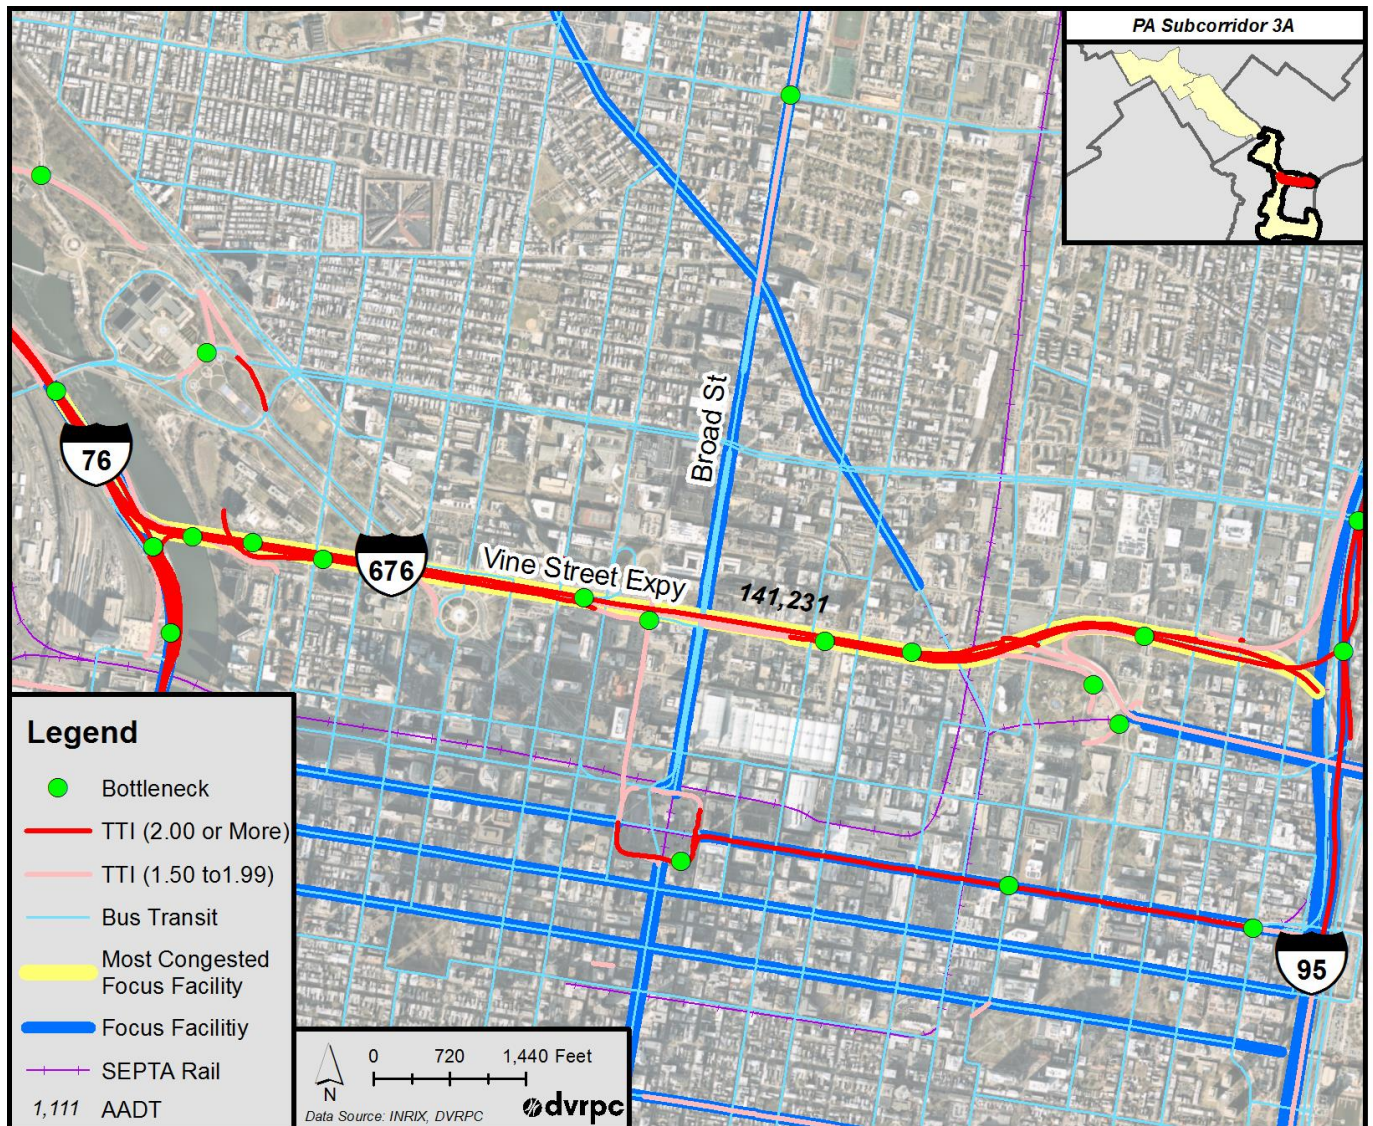 PA Subcorridor 3A
Broad St
76
676
Vine Street Expy
141,231
95
Legend
Bottleneck
TTI (2.00 or More)
TTI (1.50 to1.99)
Bus Transit
Most Congested
Focus Facility
Focus Facilitiy
SEPTA Rail
1,111 AADT
0 720 1,440 Feet
N
Data Source: INRIX, DVRPC
dvrpc